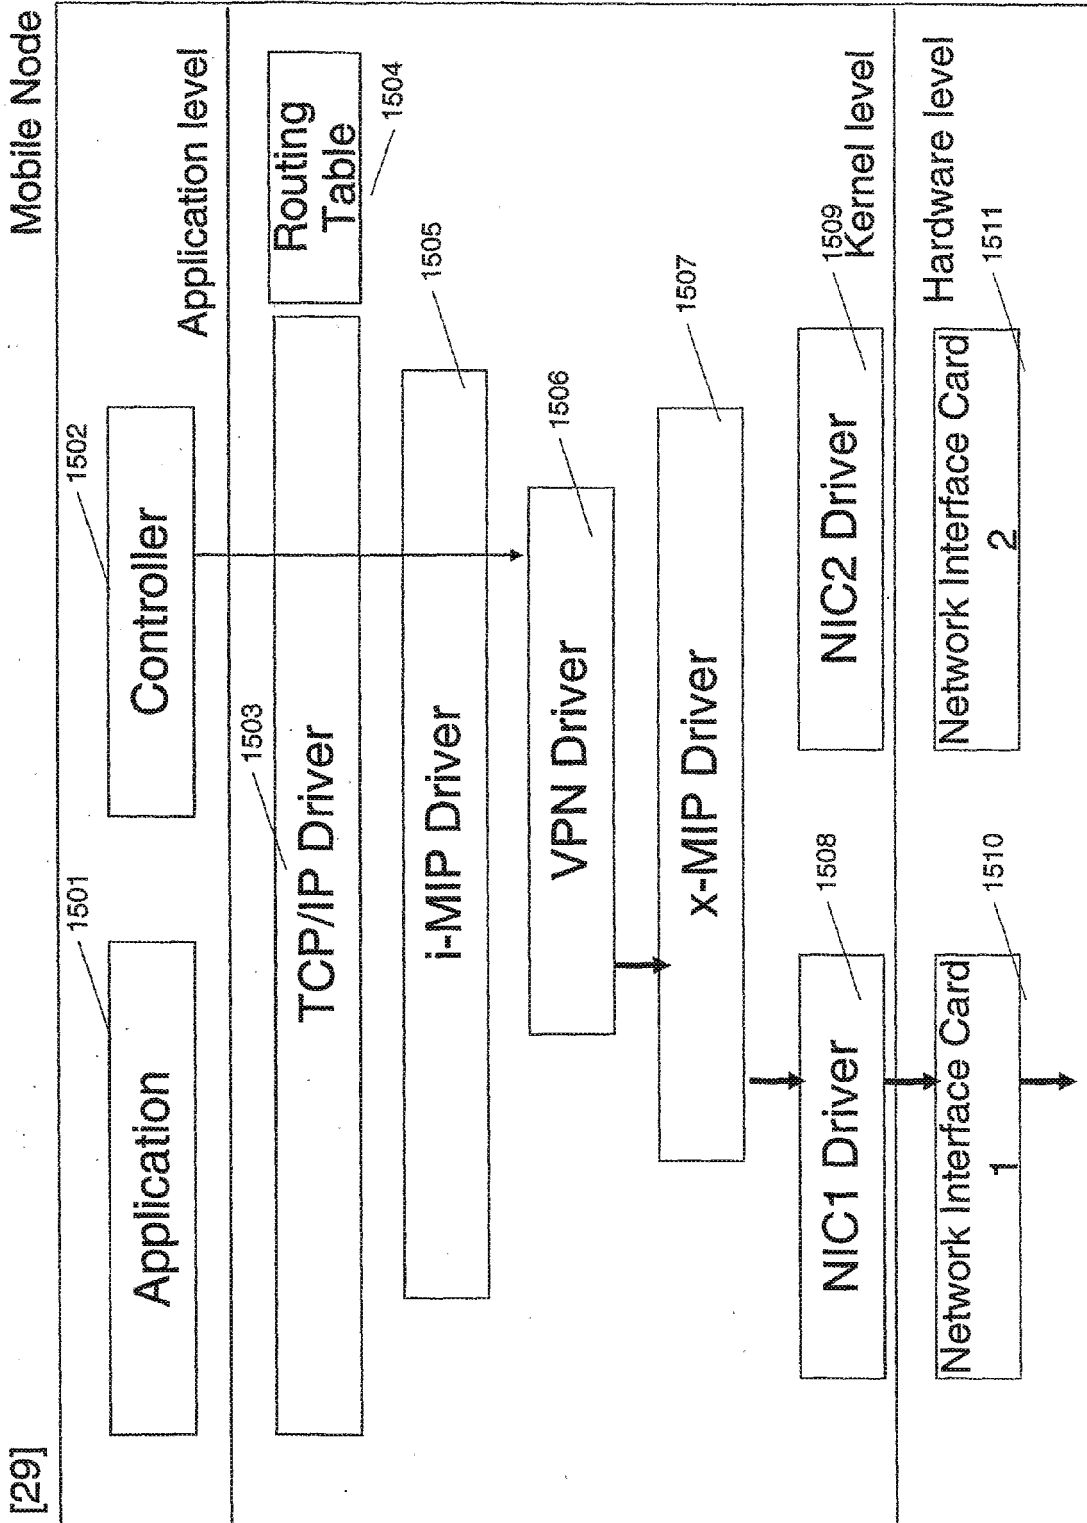 [29]
Mobile Node
1501
1502
Application
Controller
Application level
1503
TCP/IP Driver
Routing
Table
1504
i-MIP Driver
1505
VPN Driver
1506
x-MIP Driver
1507
NIC1 Driver
1508
NIC2 Driver
1509
Kernel level
Hardware level
Network Interface Card
1
1510
Network Interface Card
2
1511